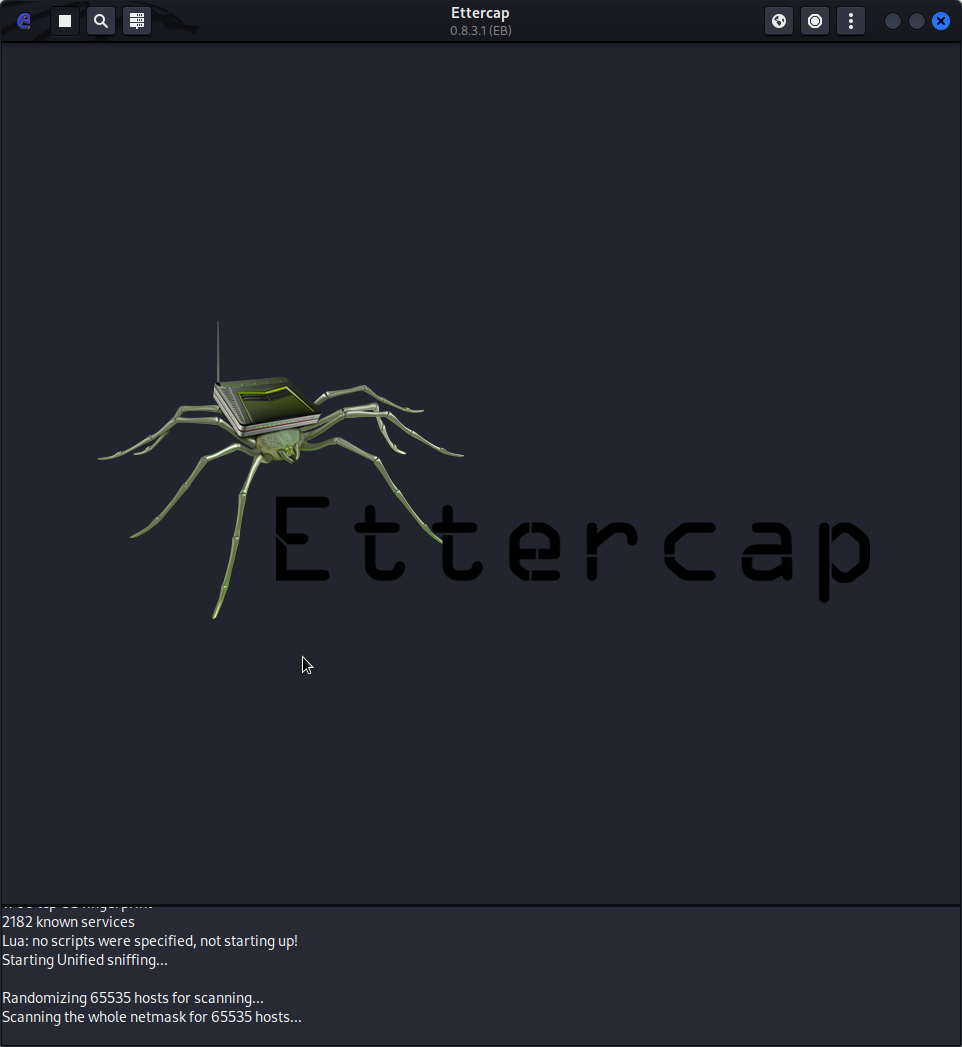 Ettercap
0.8.3.1 (EB)
Ettercap
2182 known services
Lua: no scripts were specified, not starting up!
Starting Unified sniffing...
Randomizing 65535 hosts for scanning...
Scanning the whole netmask for 65535 hosts...